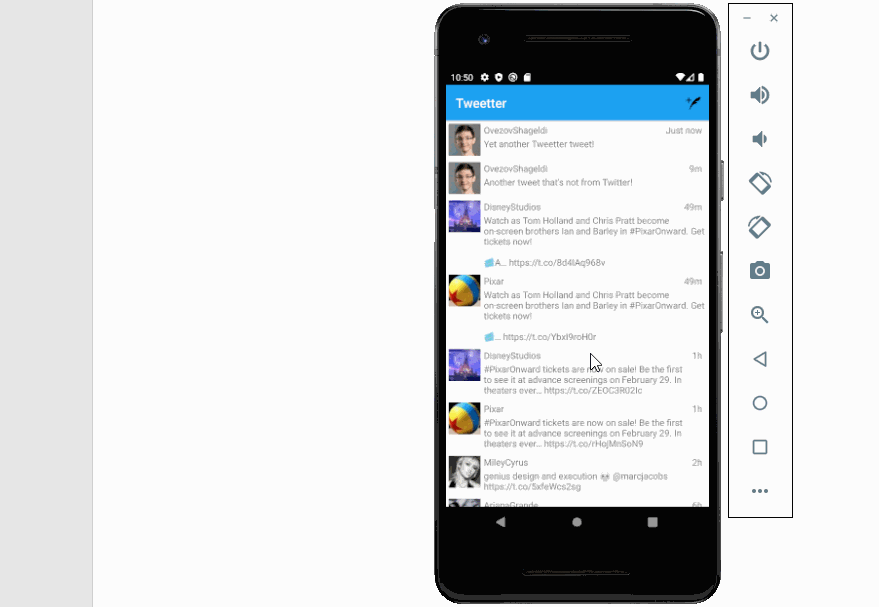 10:50
Tweetter
OvezovShageldi Just now
Yet another Tweetter tweet!
OvezovShageldi 9m
Another tweet that's not from Twitter!
DisneyStudios 49m
Watch as Tom Holland and Chris Pratt become
on-screen brothers Ian and Barley in #PixarOnward. Get
tickets now!
A... https://t.co/8d4IAq968v
Pixar 49m
Watch as Tom Holland and Chris Pratt become
on-screen brothers Ian and Barley in #PixarOnward. Get
tickets now!
... https://t.co/YbxI9roH0r
DisneyStudios 1h
#PixarOnward tickets are now on sale! Be the first
to see it at advance screenings on February 29. In
theaters ever... https://t.co/ZEOC3R02Ic
Pixar 1h
#PixarOnward tickets are now on sale! Be the first
to see it at advance screenings on February 29. In
theaters ever... https://t.co/rHojMnSoN9
MileyCyrus 2h
genius design and execution 💀 @marcjacobs
https://t.co/5xfeWcs2sg
ArianaGrande 6h